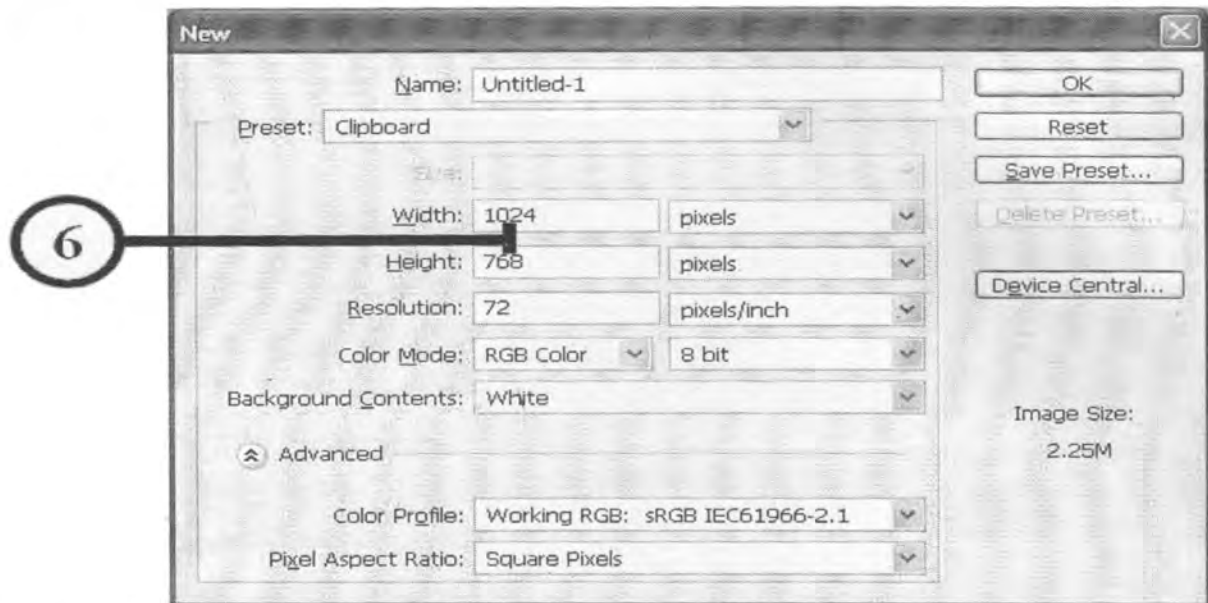 New
Name: Untitled-1
OK
Preset: Clipboard
Reset
Size:
Save Preset...
Width: 1024 pixels
Delete Preset...
6
Height: 768 pixels
Device Central...
Resolution: 72 pixels/inch
Color Mode: RGB Color 8 bit
Background Contents: White
Image Size:
2.25M
Advanced
Color Profile: Working RGB: sRGB IEC61966-2.1
Pixel Aspect Ratio: Square Pixels